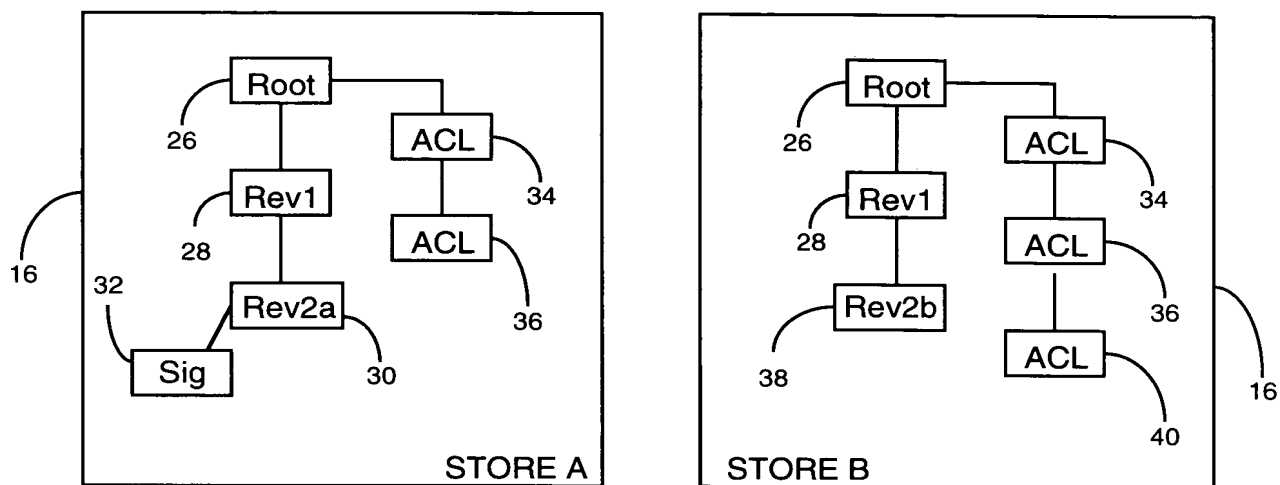 Root
26
ACL
34
Rev1
28
ACL
36
16
32
Rev2a
30
Sig
STORE A
Root
26
ACL
34
Rev1
28
ACL
36
Rev2b
38
ACL
40
16
STORE B